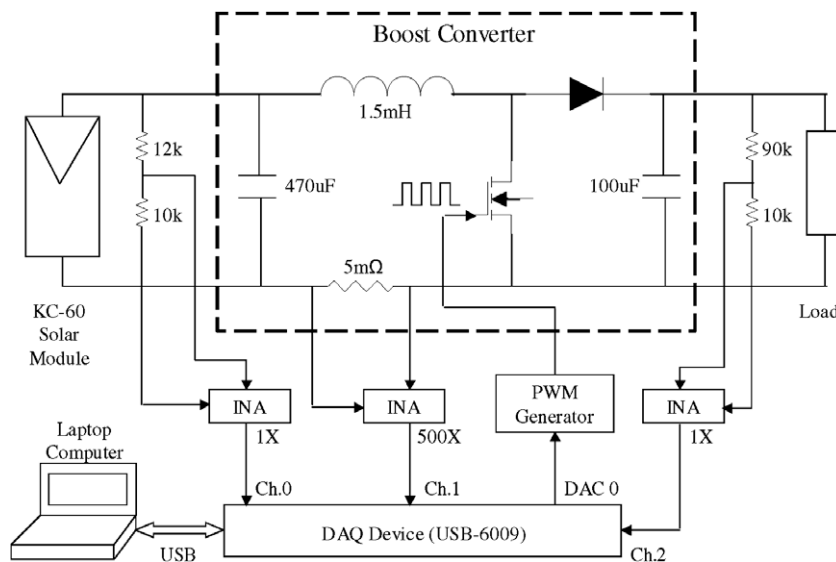 Boost Converter
1.5mH
12k
10k
470uF
100uF
90k
10k
5mΩ
KC-60
Solar
Module
Load
INA
1X
INA
500X
PWM
Generator
INA
1X
Laptop
Computer
Ch.0
Ch.1
DAC 0
DAQ Device (USB-6009)
USB
Ch.2